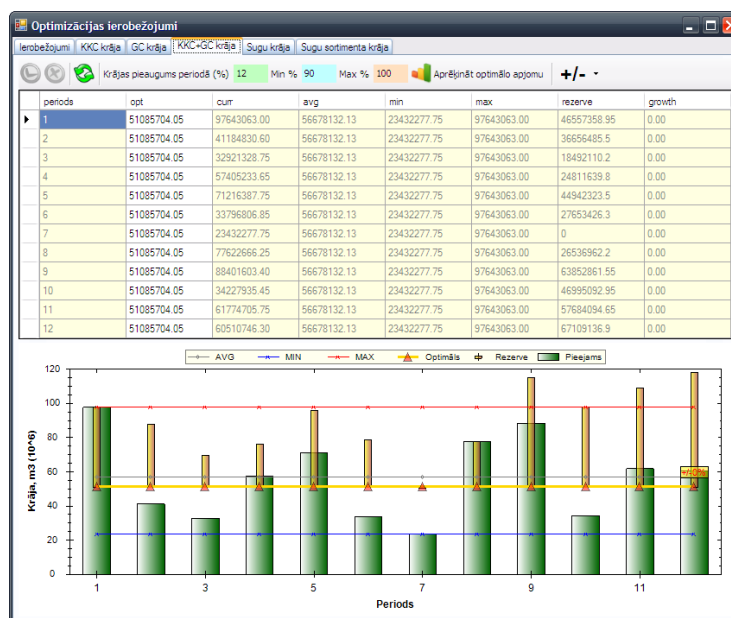 Optimizācijas ierobežojumi
Ierobežojumi KKC krāja GC krāja KKC+GC krāja Sugu krāja Sugu sortimenta krāja
Krājas pieaugums periodā (%) 12 Min % 90 Max % 100 Aprēķināt optimālo apjomu +/-
periods opt curr avg min max rezerve growth
1 51085704.05 97643063.00 56678132.13 23432277.75 97643063.00 46557358.95 0.00
2 51085704.05 41184830.60 56678132.13 23432277.75 97643063.00 36656485.5 0.00
3 51085704.05 32921328.75 56678132.13 23432277.75 97643063.00 18492110.2 0.00
4 51085704.05 57405233.65 56678132.13 23432277.75 97643063.00 24811639.8 0.00
5 51085704.05 71216387.75 56678132.13 23432277.75 97643063.00 44942323.5 0.00
6 51085704.05 33796806.85 56678132.13 23432277.75 97643063.00 27653426.3 0.00
7 51085704.05 23432277.75 56678132.13 23432277.75 97643063.00 0 0.00
8 51085704.05 77622666.25 56678132.13 23432277.75 97643063.00 26536962.2 0.00
9 51085704.05 88401603.40 56678132.13 23432277.75 97643063.00 63852861.55 0.00
10 51085704.05 34227935.45 56678132.13 23432277.75 97643063.00 46995092.95 0.00
11 51085704.05 61774705.75 56678132.13 23432277.75 97643063.00 57684094.65 0.00
12 51085704.05 60510746.30 56678132.13 23432277.75 97643063.00 67109136.9 0.00
AVG MIN MAX Optimāls Rezerve Pieejams
120
100
80
60
40
20
0
Krāja, m3 (10^6)
+/-0%
1 3 5 7 9 11
Periods